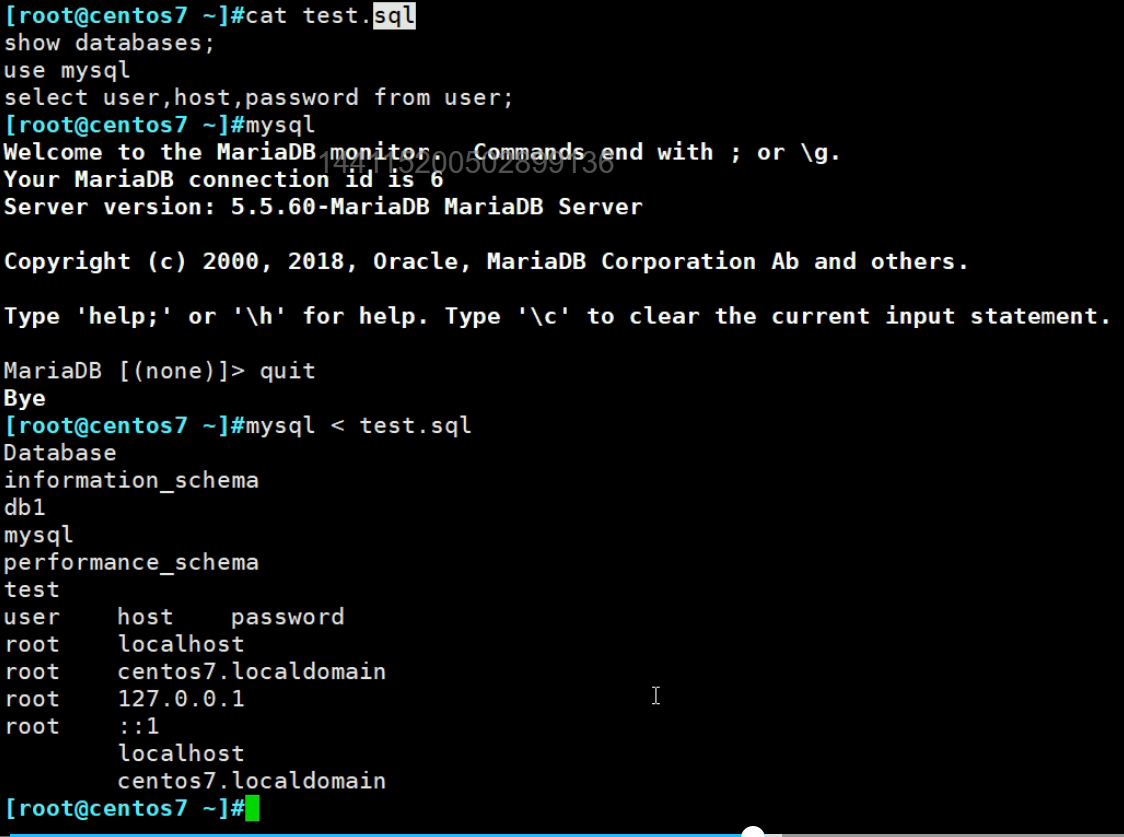 [root@centos7 ~]#cat test.sql
show databases;
use mysql
select user,host,password from user;
[root@centos7 ~]#mysql
Welcome to the MariaDB monitor.  Commands end with ; or \g.
144115200502899136
Your MariaDB connection id is 6
Server version: 5.5.60-MariaDB MariaDB Server
Copyright (c) 2000, 2018, Oracle, MariaDB Corporation Ab and others.
Type 'help;' or '\h' for help. Type '\c' to clear the current input statement.
MariaDB [(none)]> quit
Bye
[root@centos7 ~]#mysql < test.sql
Database
information_schema
db1
mysql
performance_schema
test
user    host    password
root    localhost
root    centos7.localdomain
root    127.0.0.1
root    ::1
localhost
centos7.localdomain
[root@centos7 ~]#